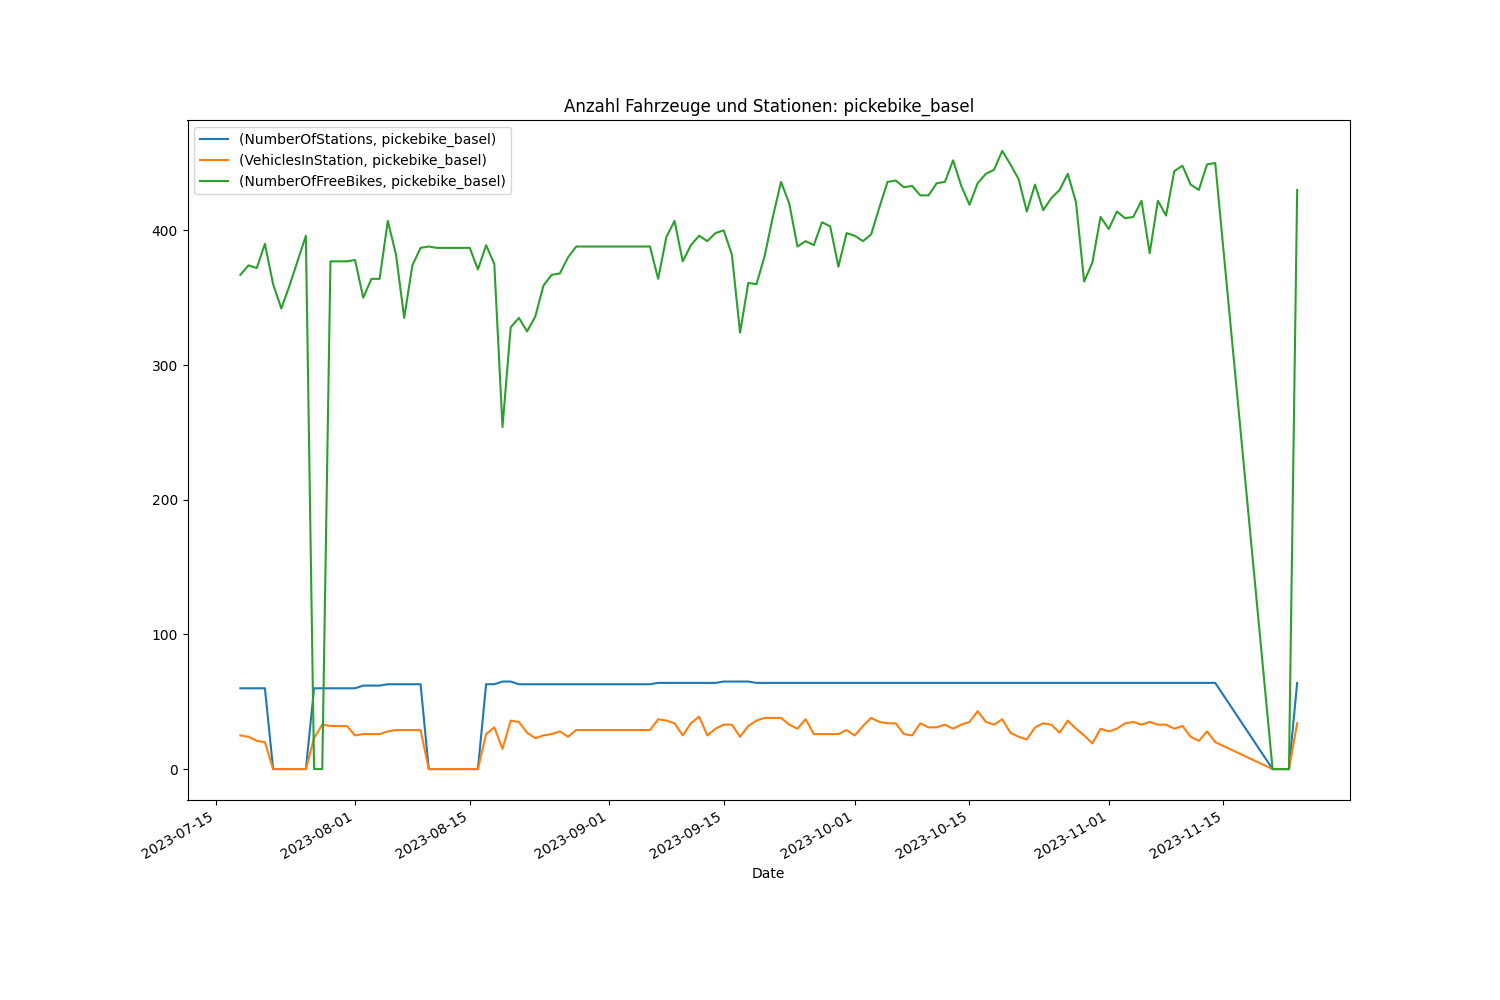 Anzahl Fahrzeuge und Stationen: pickebike_basel
(NumberOfStations, pickebike_basel)
(VehiclesInStation, pickebike_basel)
(NumberOfFreeBikes, pickebike_basel)
400
300
200
100
0
2023-07-15
2023-08-01
2023-08-15
2023-09-01
2023-09-15
2023-10-01
2023-10-15
2023-11-01
2023-11-15
Date